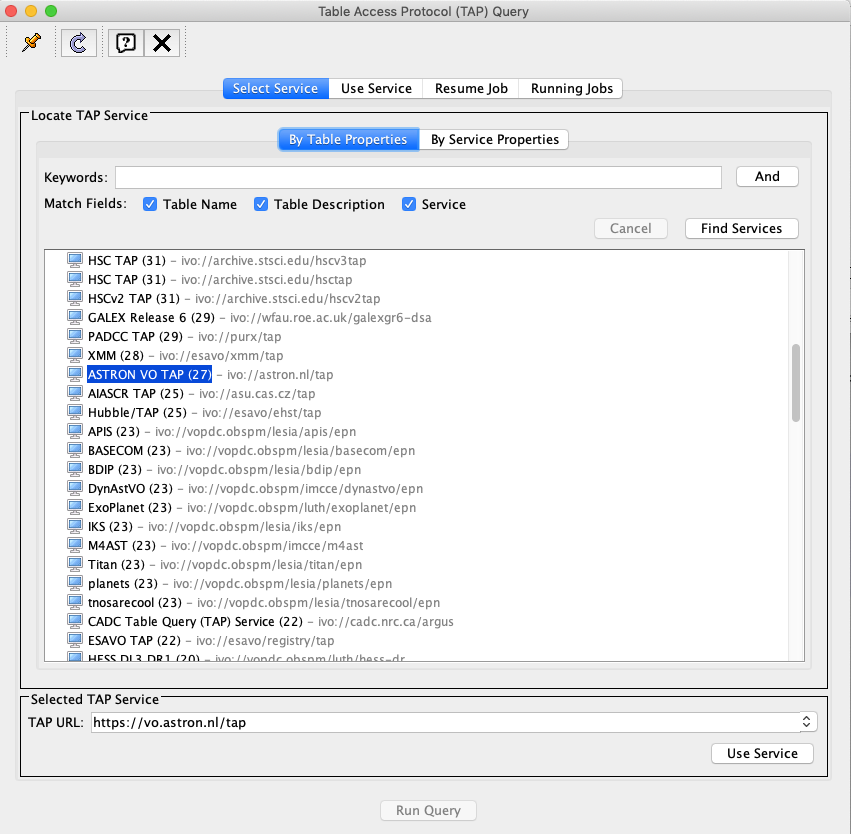 Table Access Protocol (TAP) Query
Select Service Use Service Resume Job Running Jobs
Locate TAP Service
By Table Properties By Service Properties
Keywords: And
Match Fields: Table Name Table Description Service
Cancel Find Services
HSC TAP (31) – ivo://archive.stsci.edu/hscv3tap
HSC TAP (31) – ivo://archive.stsci.edu/hsctap
HSCv2 TAP (31) – ivo://archive.stsci.edu/hscv2tap
GALEX Release 6 (29) – ivo://wfau.roe.ac.uk/galexgr6-dsa
PADCC TAP (29) – ivo://purx/tap
XMM (28) – ivo://esavo/xmm/tap
ASTRON VO TAP (27) – ivo://astron.nl/tap
AIASCR TAP (25) – ivo://asu.cas.cz/tap
Hubble/TAP (25) – ivo://esavo/ehst/tap
APIS (23) – ivo://vopdc.obspm/lesia/apis/epn
BASECOM (23) – ivo://vopdc.obspm/lesia/basecom/epn
BDIP (23) – ivo://vopdc.obspm/lesia/bdip/epn
DynAstVO (23) – ivo://vopdc.obspm/imcce/dynastvo/epn
ExoPlanet (23) – ivo://vopdc.obspm/luth/exoplanet/epn
IKS (23) – ivo://vopdc.obspm/lesia/iks/epn
M4AST (23) – ivo://vopdc.obspm/imcce/m4ast
Titan (23) – ivo://vopdc.obspm/lesia/titan/epn
planets (23) – ivo://vopdc.obspm/lesia/planets/epn
tnosarecool (23) – ivo://vopdc.obspm/lesia/tnosarecool/epn
CADC Table Query (TAP) Service (22) – ivo://cadc.nrc.ca/argus
ESAVO TAP (22) – ivo://esavo/registry/tap
HESS DL3 DR1 (20) – ivo://vopdc.obspm/luth/hess-dr
Selected TAP Service
TAP URL: https://vo.astron.nl/tap
Use Service
Run Query